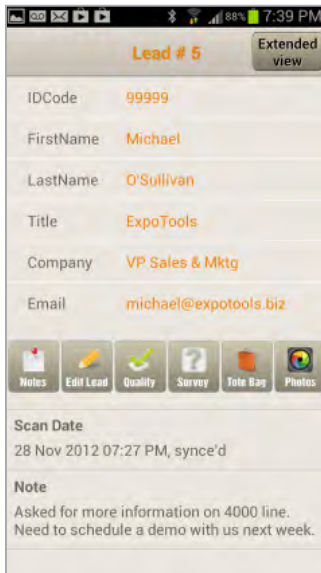 88% 7:39 PM
Lead # 5
Extended
view
IDCode 99999
FirstName Michael
LastName O'Sullivan
Title ExpoTools
Company VP Sales & Mktg
Email michael@expotools.biz
Notes Edit Lead Qualify Survey Tote Bag Photos
Scan Date
28 Nov 2012 07:27 PM, synce'd
Note
Asked for more information on 4000 line.
Need to schedule a demo with us next week.